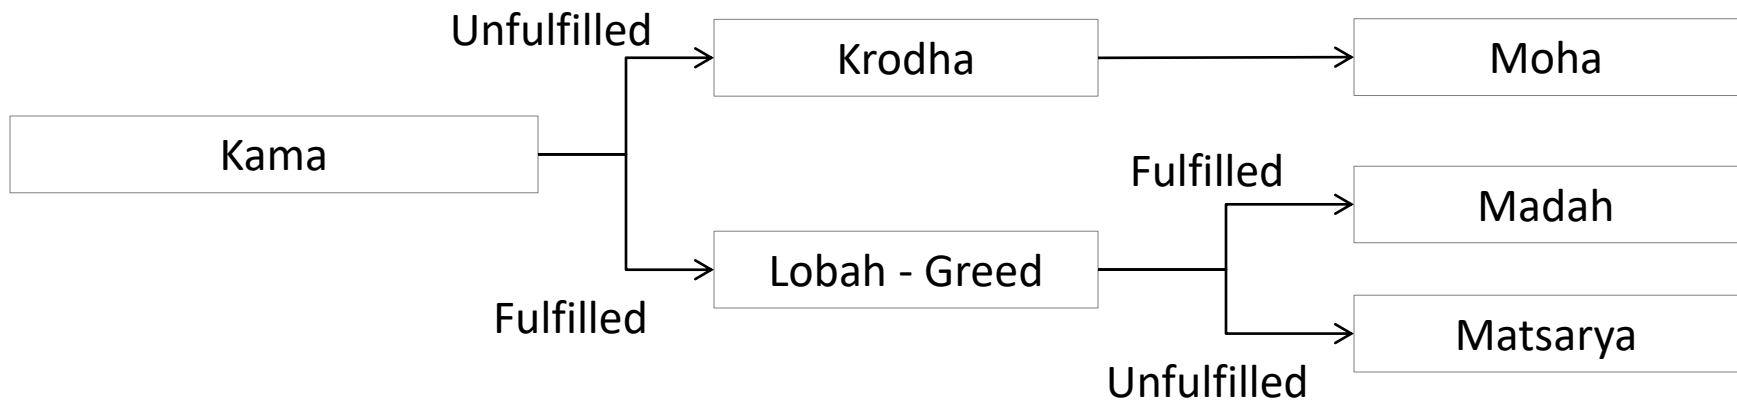 Unfulfilled
Krodha
Moha
Kama
Fulfilled
Madah
Lobah - Greed
Fulfilled
Matsarya
Unfulfilled